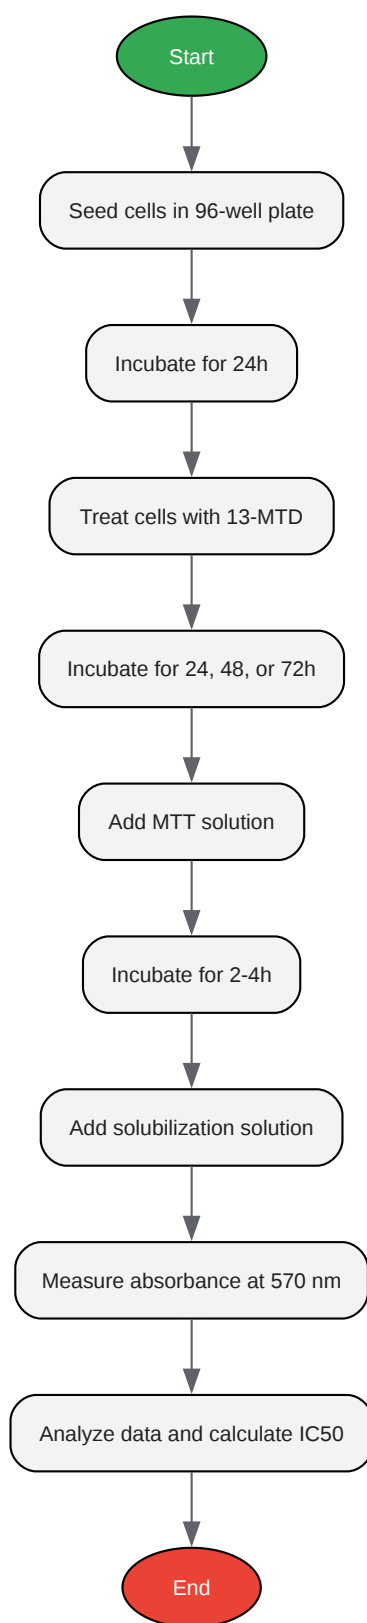 Start
Seed cells in 96-well plate
Incubate for 24h
Treat cells with 13-MTD
Incubate for 24, 48, or 72h
Add MTT solution
Incubate for 2-4h
Add solubilization solution
Measure absorbance at 570 nm
Analyze data and calculate IC50
End